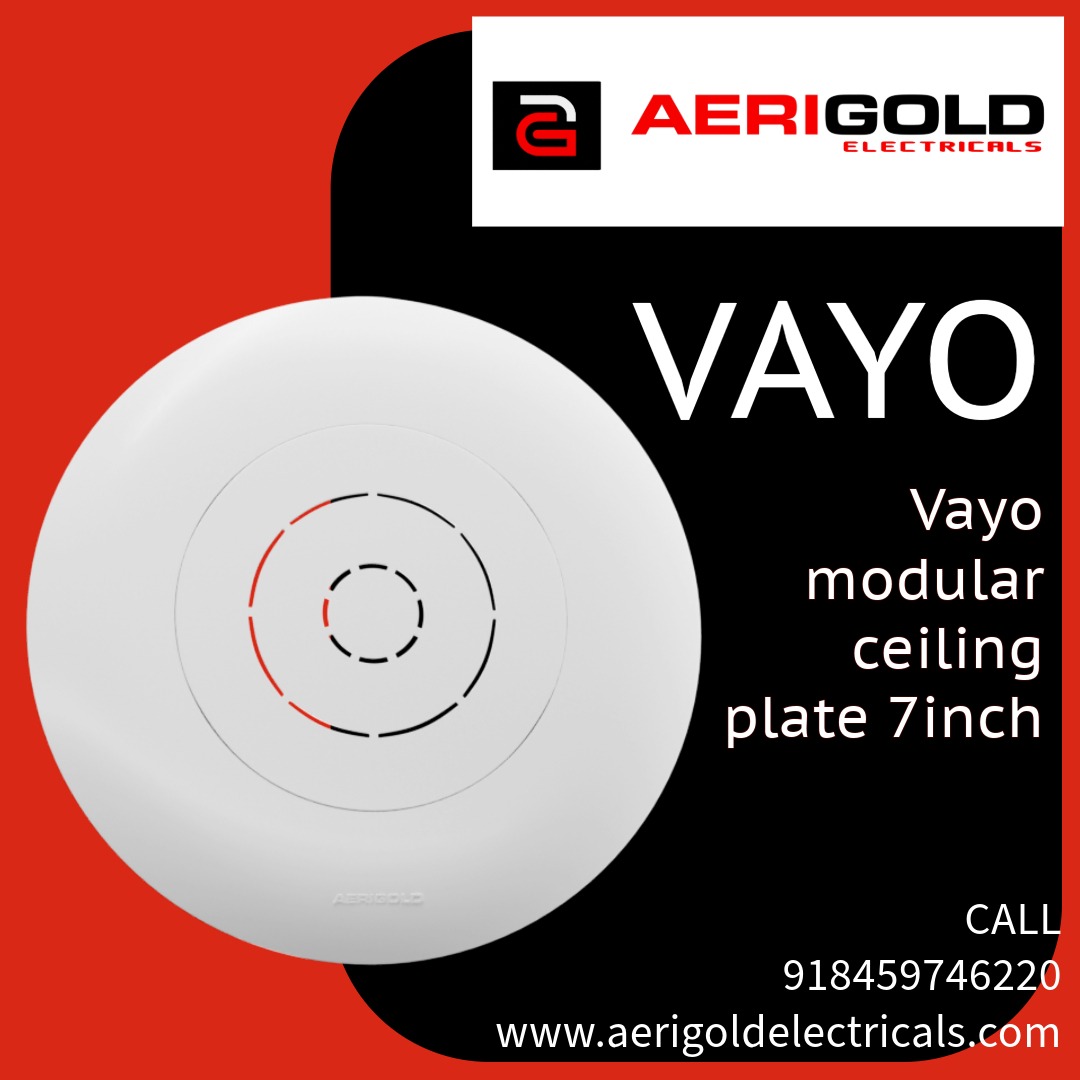 AERIGOLD
ELECTRICALS
VAYO
Vayo
modular
ceiling
plate 7inch
AERIGOLD
CALL
918459746220
www.aerigoldelectricals.com